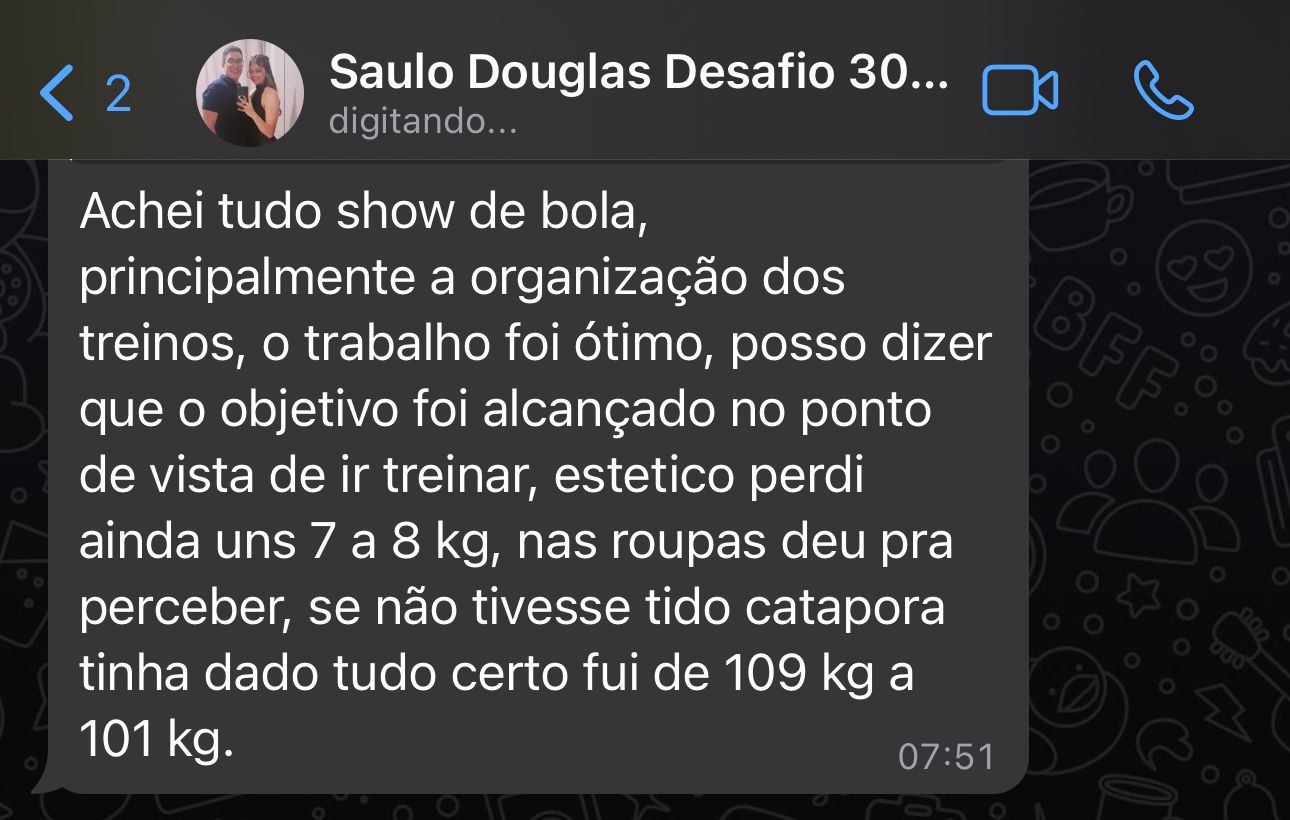 2
Saulo Douglas Desafio 30...
digitando...
Achei tudo show de bola,
principalmente a organização dos
treinos, o trabalho foi ótimo, posso dizer
que o objetivo foi alcançado no ponto
de vista de ir treinar, estetico perdi
ainda uns 7 a 8 kg, nas roupas deu pra
perceber, se não tivesse tido catapora
tinha dado tudo certo fui de 109 kg a
101 kg.
07:51
BFF